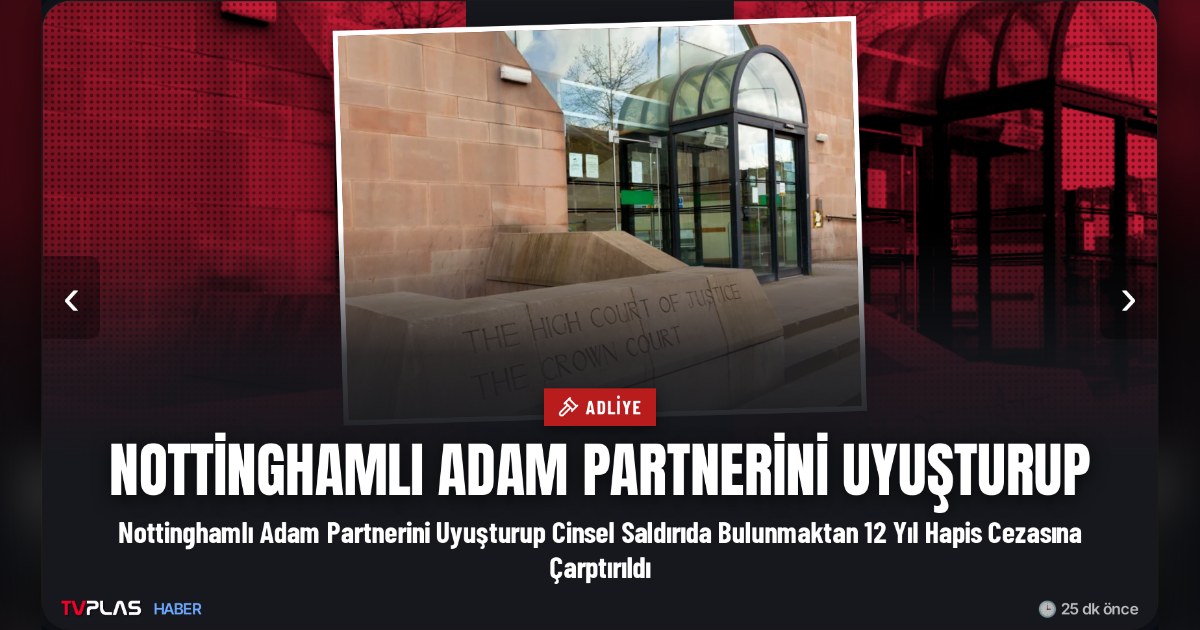 THE HIGH COURT OF JUSTICE
THE CROWN COURT
ADLİYE
NOTTİNGHAMLI ADAM PARTNERİNİ UYUŞTURUP
Nottinghamlı Adam Partnerini Uyuşturup Cinsel Saldırıda Bulunmaktan 12 Yıl Hapis Cezasına
Çarptırıldı
TVPLAS HABER
25 dk önce